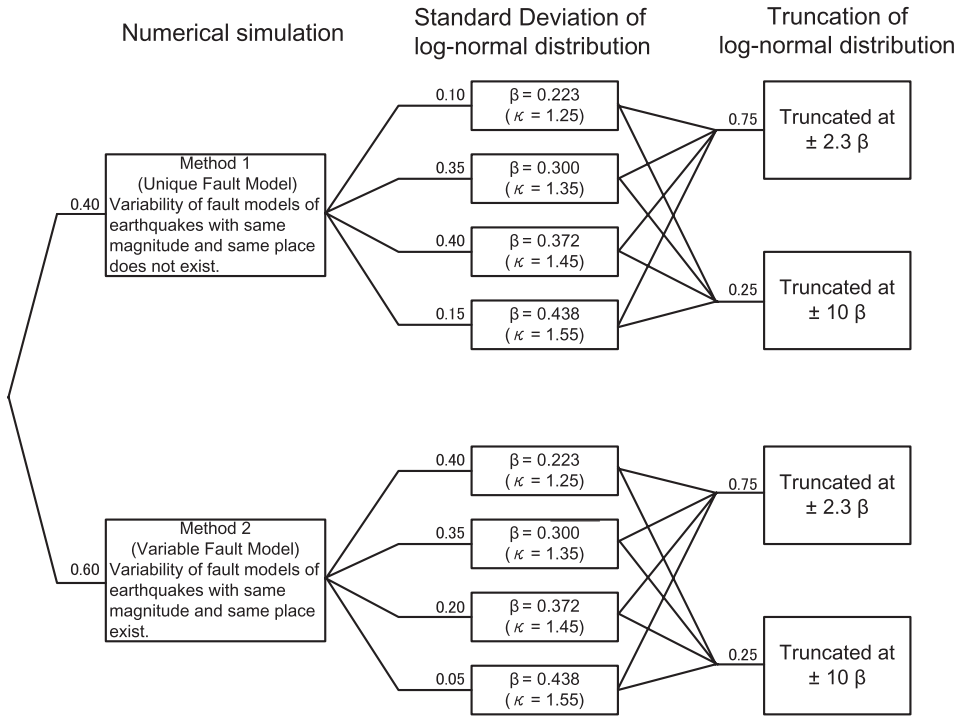 Numerical simulation
Standard Deviation of
log-normal distribution
Truncation of
log-normal distribution
0.40
Method 1
(Unique Fault Model)
Variability of fault models of
earthquakes with same
magnitude and same place
does not exist.
0.10
β = 0.223
( κ = 1.25)
0.35
β = 0.300
( κ = 1.35)
0.40
β = 0.372
( κ = 1.45)
0.15
β = 0.438
( κ = 1.55)
0.75
Truncated at
± 2.3 β
0.25
Truncated at
± 10 β
0.60
Method 2
(Variable Fault Model)
Variability of fault models of
earthquakes with same
magnitude and same place
exist.
0.40
β = 0.223
( κ = 1.25)
0.35
β = 0.300
( κ = 1.35)
0.20
β = 0.372
( κ = 1.45)
0.05
β = 0.438
( κ = 1.55)
0.75
Truncated at
± 2.3 β
0.25
Truncated at
± 10 β